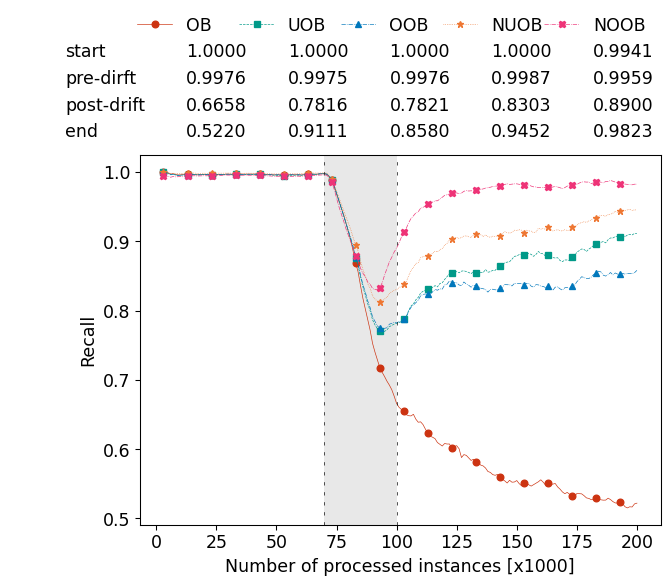 OB UOB OOB NUOB NOOB
start 1.0000 1.0000 1.0000 1.0000 0.9941
pre-dirft 0.9976 0.9975 0.9976 0.9987 0.9959
post-drift 0.6658 0.7816 0.7821 0.8303 0.8900
end 0.5220 0.9111 0.8580 0.9452 0.9823
1.0
0.9
0.8
0.7
0.6
0.5
Recall
0 25 50 75 100 125 150 175 200
Number of processed instances [x1000]